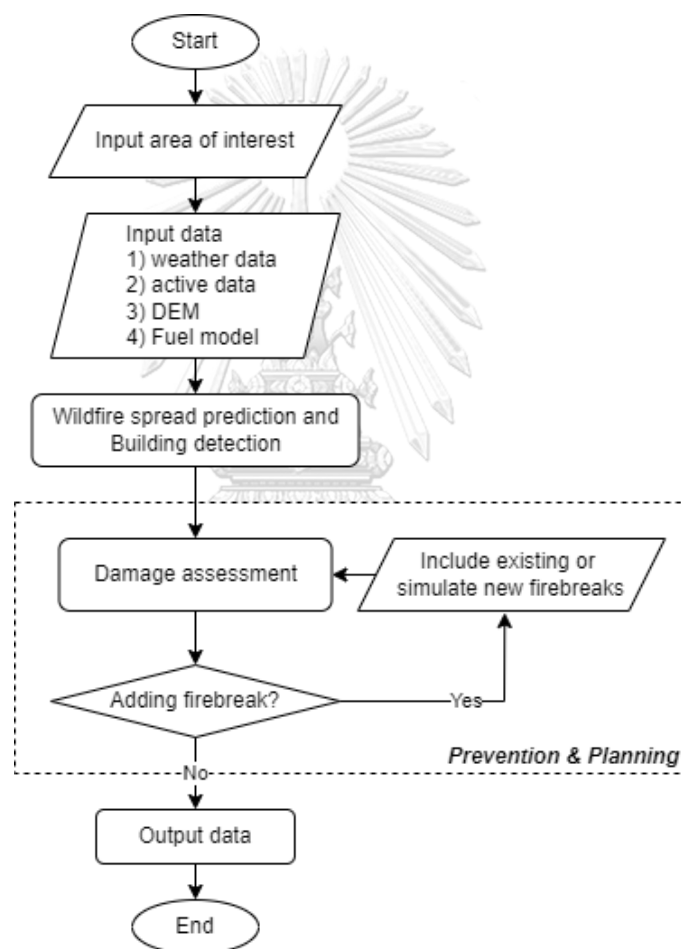 Start
Input area of interest
Input data
1) weather data
2) active data
3) DEM
4) Fuel model
Wildfire spread prediction and
Building detection
Damage assessment
Include existing or
simulate new firebreaks
Adding firebreak?
Yes
Prevention & Planning
No
Output data
End